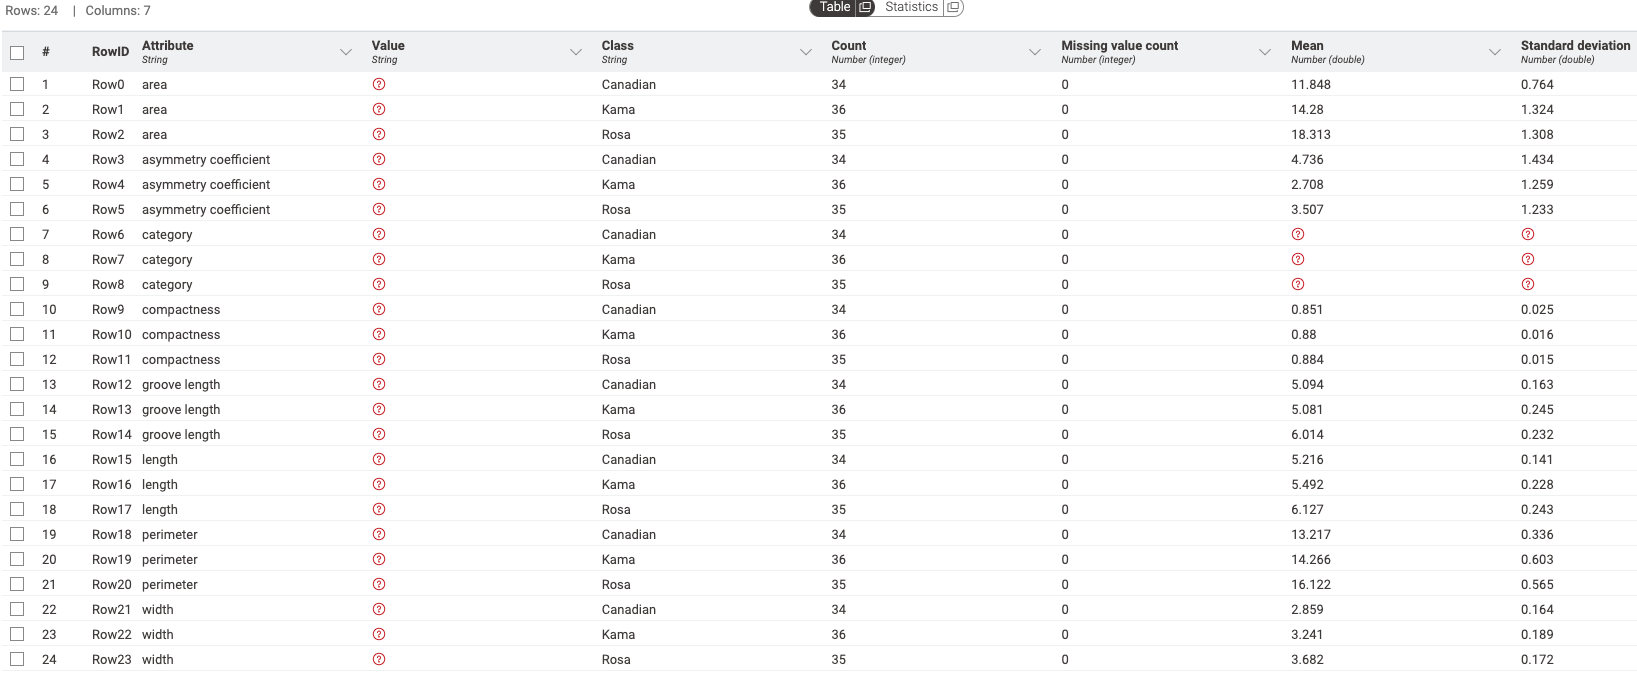 Rows: 24 | Columns: 7
Table Statistics
# RowID Attribute Value Class Count Missing value count Mean Standard deviation
String String String Number (integer) Number (integer) Number (double) Number (double)
1 Row0 area ? Canadian 34 0 11.848 0.764
2 Row1 area ? Kama 36 0 14.28 1.324
3 Row2 area ? Rosa 35 0 18.313 1.308
4 Row3 asymmetry coefficient ? Canadian 34 0 4.736 1.434
5 Row4 asymmetry coefficient ? Kama 36 0 2.708 1.259
6 Row5 asymmetry coefficient ? Rosa 35 0 3.507 1.233
7 Row6 category ? Canadian 34 0 ? ?
8 Row7 category ? Kama 36 0 ? ?
9 Row8 category ? Rosa 35 0 ? ?
10 Row9 compactness ? Canadian 34 0 0.851 0.025
11 Row10 compactness ? Kama 36 0 0.88 0.016
12 Row11 compactness ? Rosa 35 0 0.884 0.015
13 Row12 groove length ? Canadian 34 0 5.094 0.163
14 Row13 groove length ? Kama 36 0 5.081 0.245
15 Row14 groove length ? Rosa 35 0 6.014 0.232
16 Row15 length ? Canadian 34 0 5.216 0.141
17 Row16 length ? Kama 36 0 5.492 0.228
18 Row17 length ? Rosa 35 0 6.127 0.243
19 Row18 perimeter ? Canadian 34 0 13.217 0.336
20 Row19 perimeter ? Kama 36 0 14.266 0.603
21 Row20 perimeter ? Rosa 35 0 16.122 0.565
22 Row21 width ? Canadian 34 0 2.859 0.164
23 Row22 width ? Kama 36 0 3.241 0.189
24 Row23 width ? Rosa 35 0 3.682 0.172